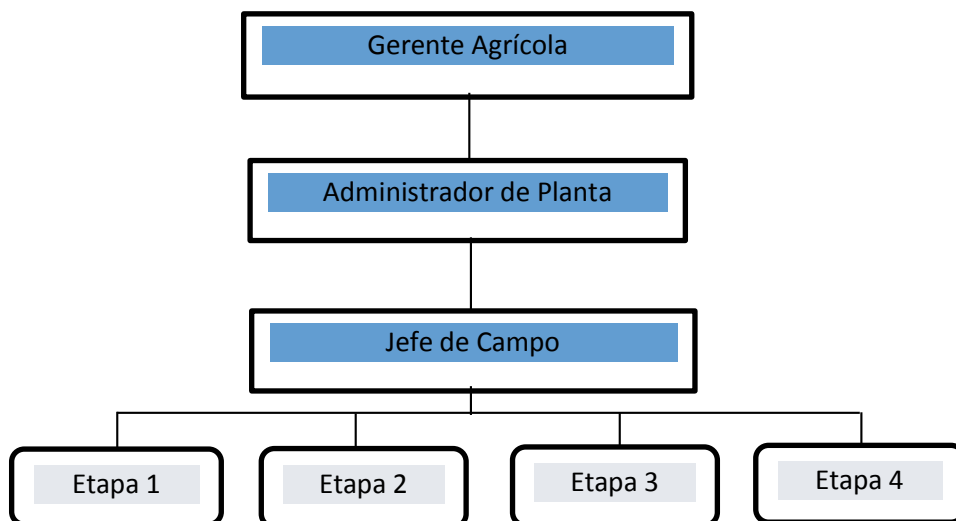 Gerente Agrícola
Administrador de Planta
Jefe de Campo
Etapa 1
Etapa 2
Etapa 3
Etapa 4